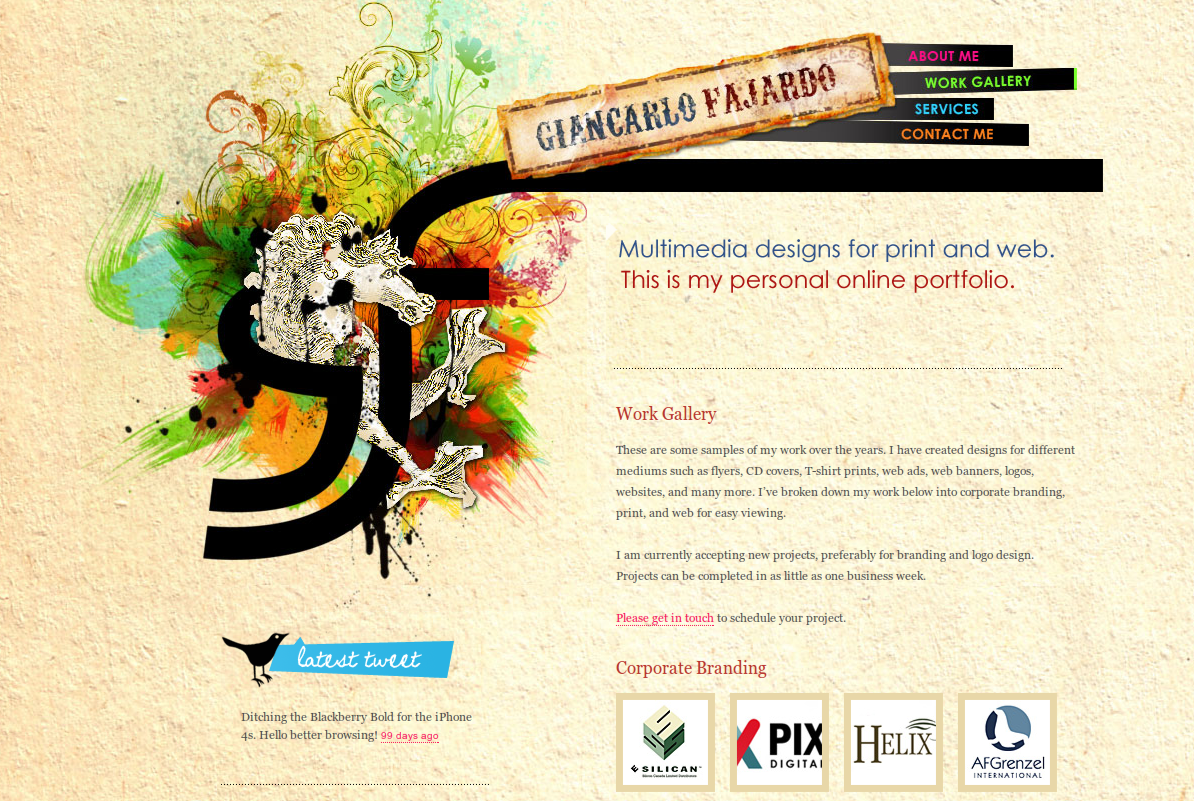 GIANCARLO FAJARDO
ABOUT ME
WORK GALLERY
SERVICES
CONTACT ME
Multimedia designs for print and web.
This is my personal online portfolio.
Work Gallery
These are some samples of my work over the years. I have created designs for different
mediums such as flyers, CD covers, T-shirt prints, web ads, web banners, logos,
websites, and many more. I've broken down my work below into corporate branding,
print, and web for easy viewing.
I am currently accepting new projects, preferably for branding and logo design.
Projects can be completed in as little as one business week.
Please get in touch to schedule your project.
latest tweet
Ditching the Blackberry Bold for the iPhone
4s. Hello better browsing! 99 days ago
Corporate Branding
ESILICAN
PIX
DIGITAL
HELIX
AFGrenzel
INTERNATIONAL